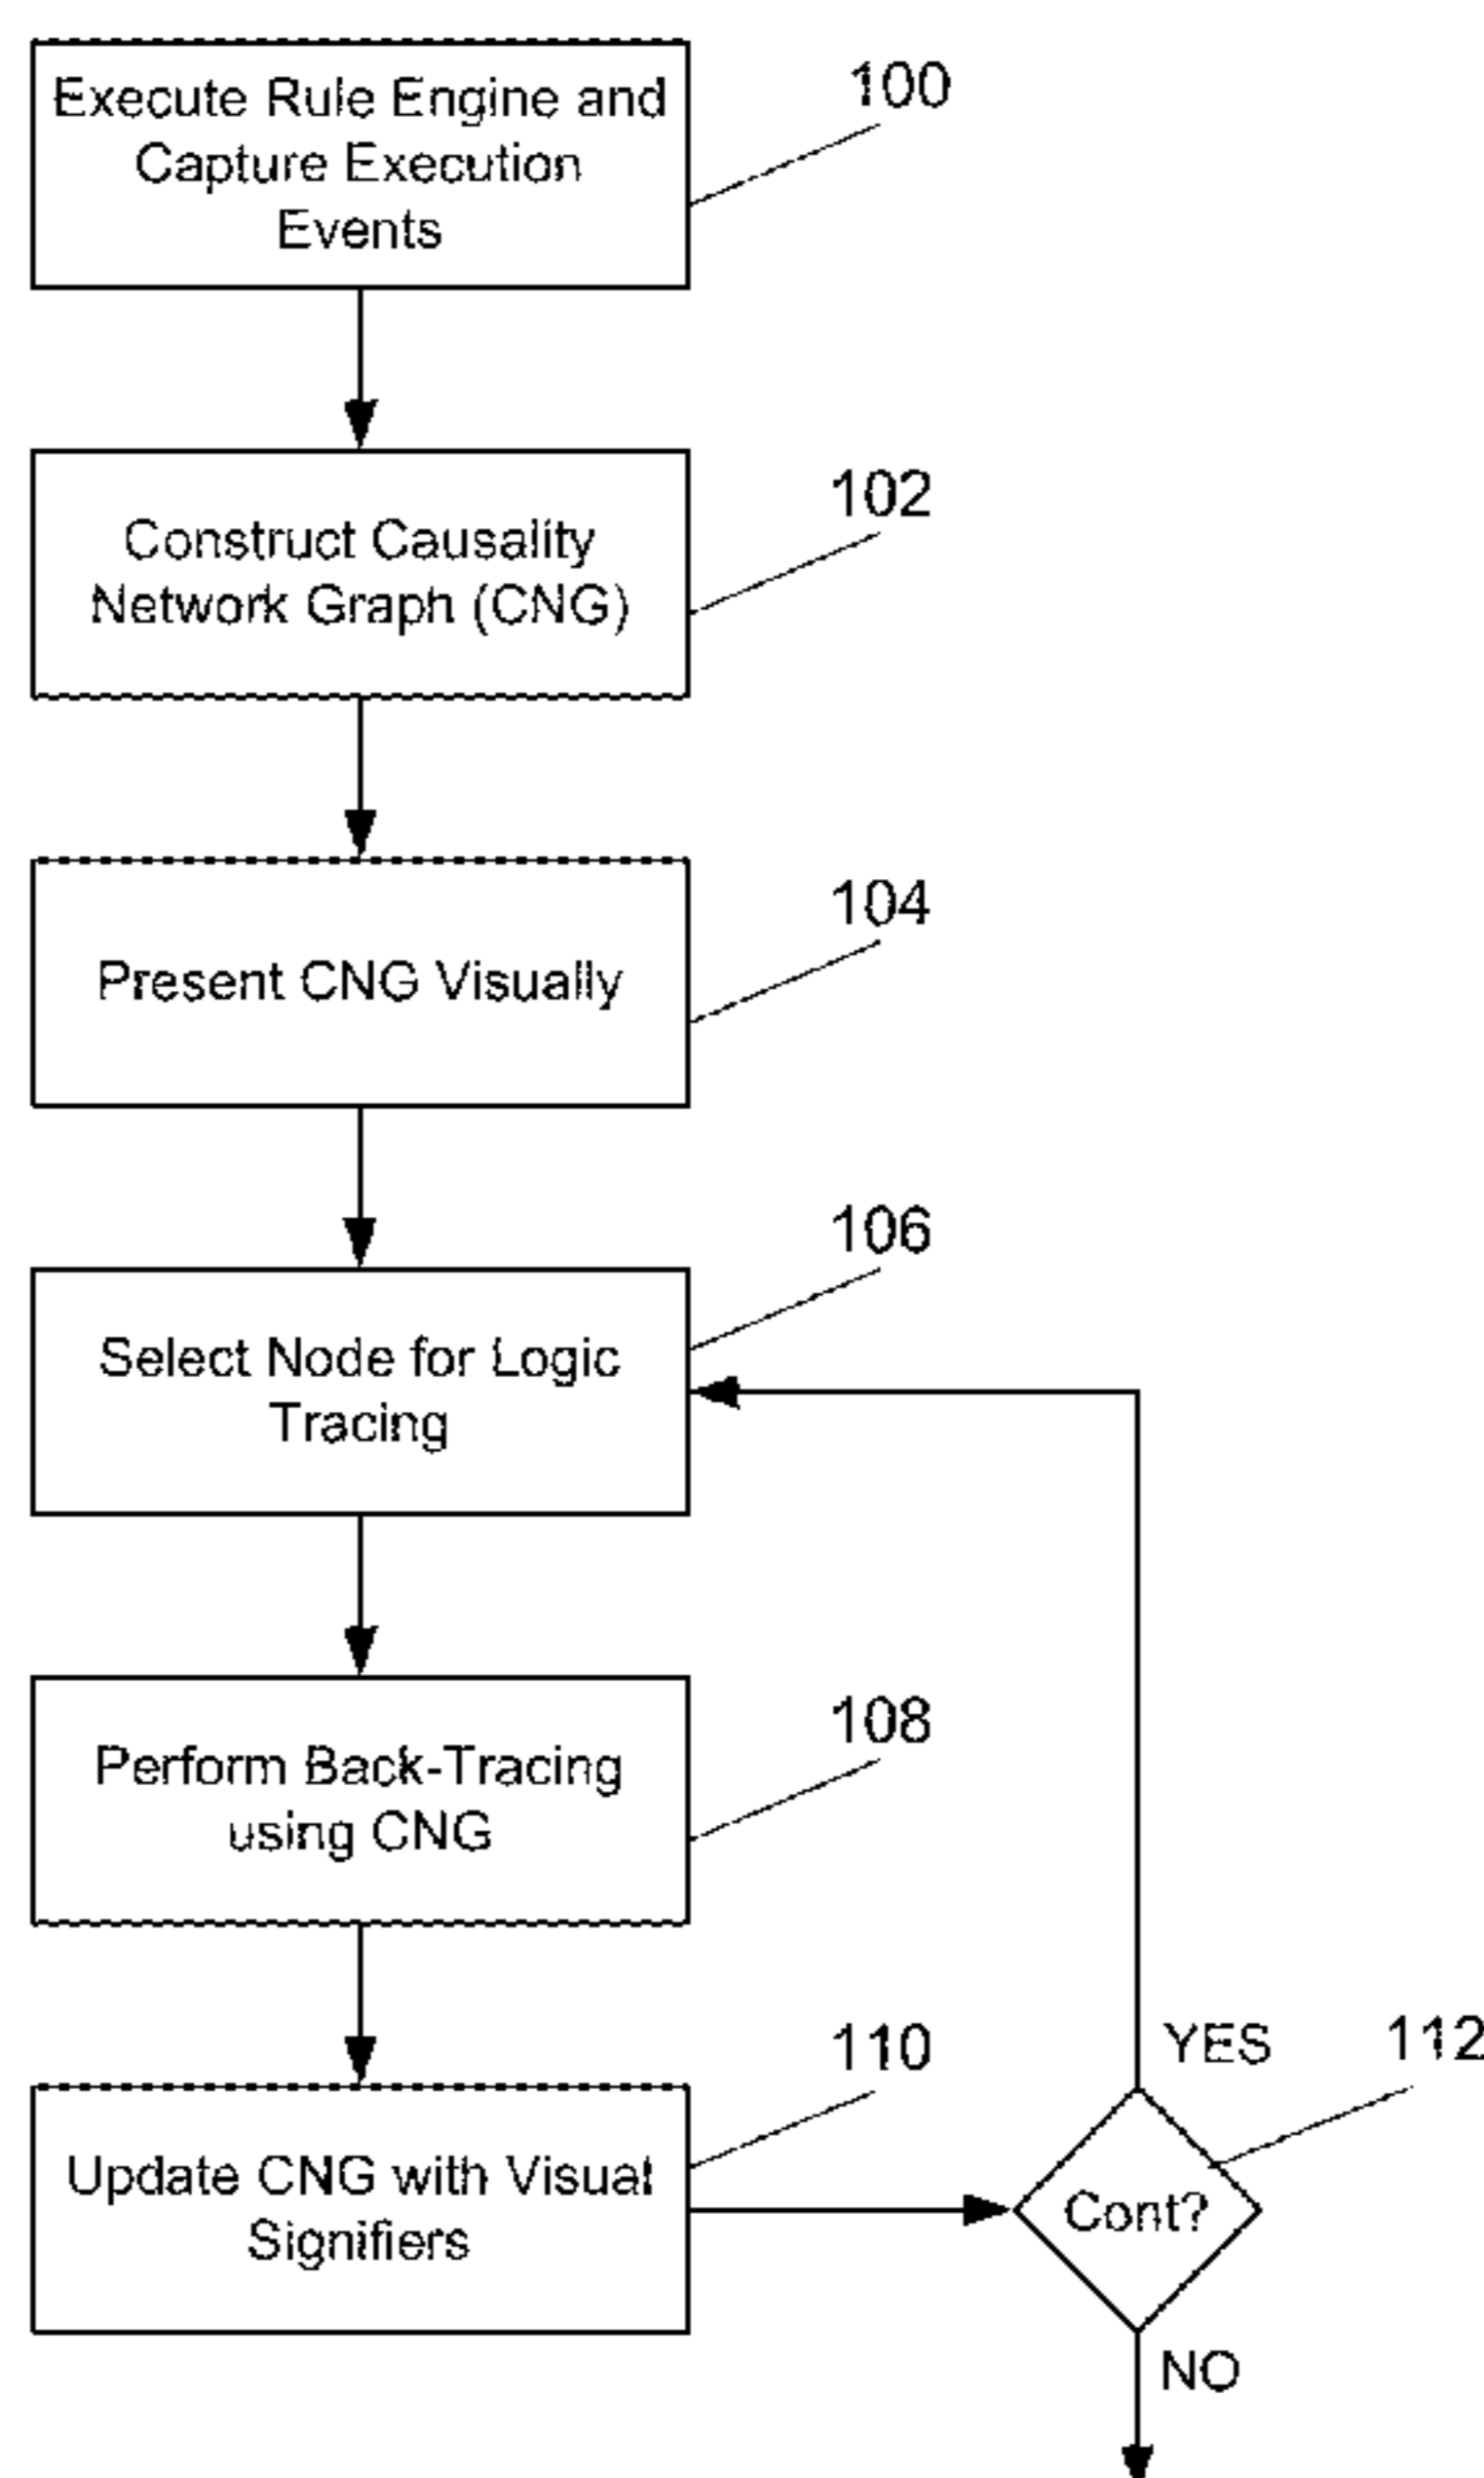 Execute Rule Engine and
Capture Execution
Events
100
Construct Causality
Network Graph (CNG)
102
Present CNG Visually
104
Select Node for Logic
Tracing
106
Perform Back-Tracing
using CNG
108
Update CNG with Visual
Signifiers
110
YES
112
Cont?
NO